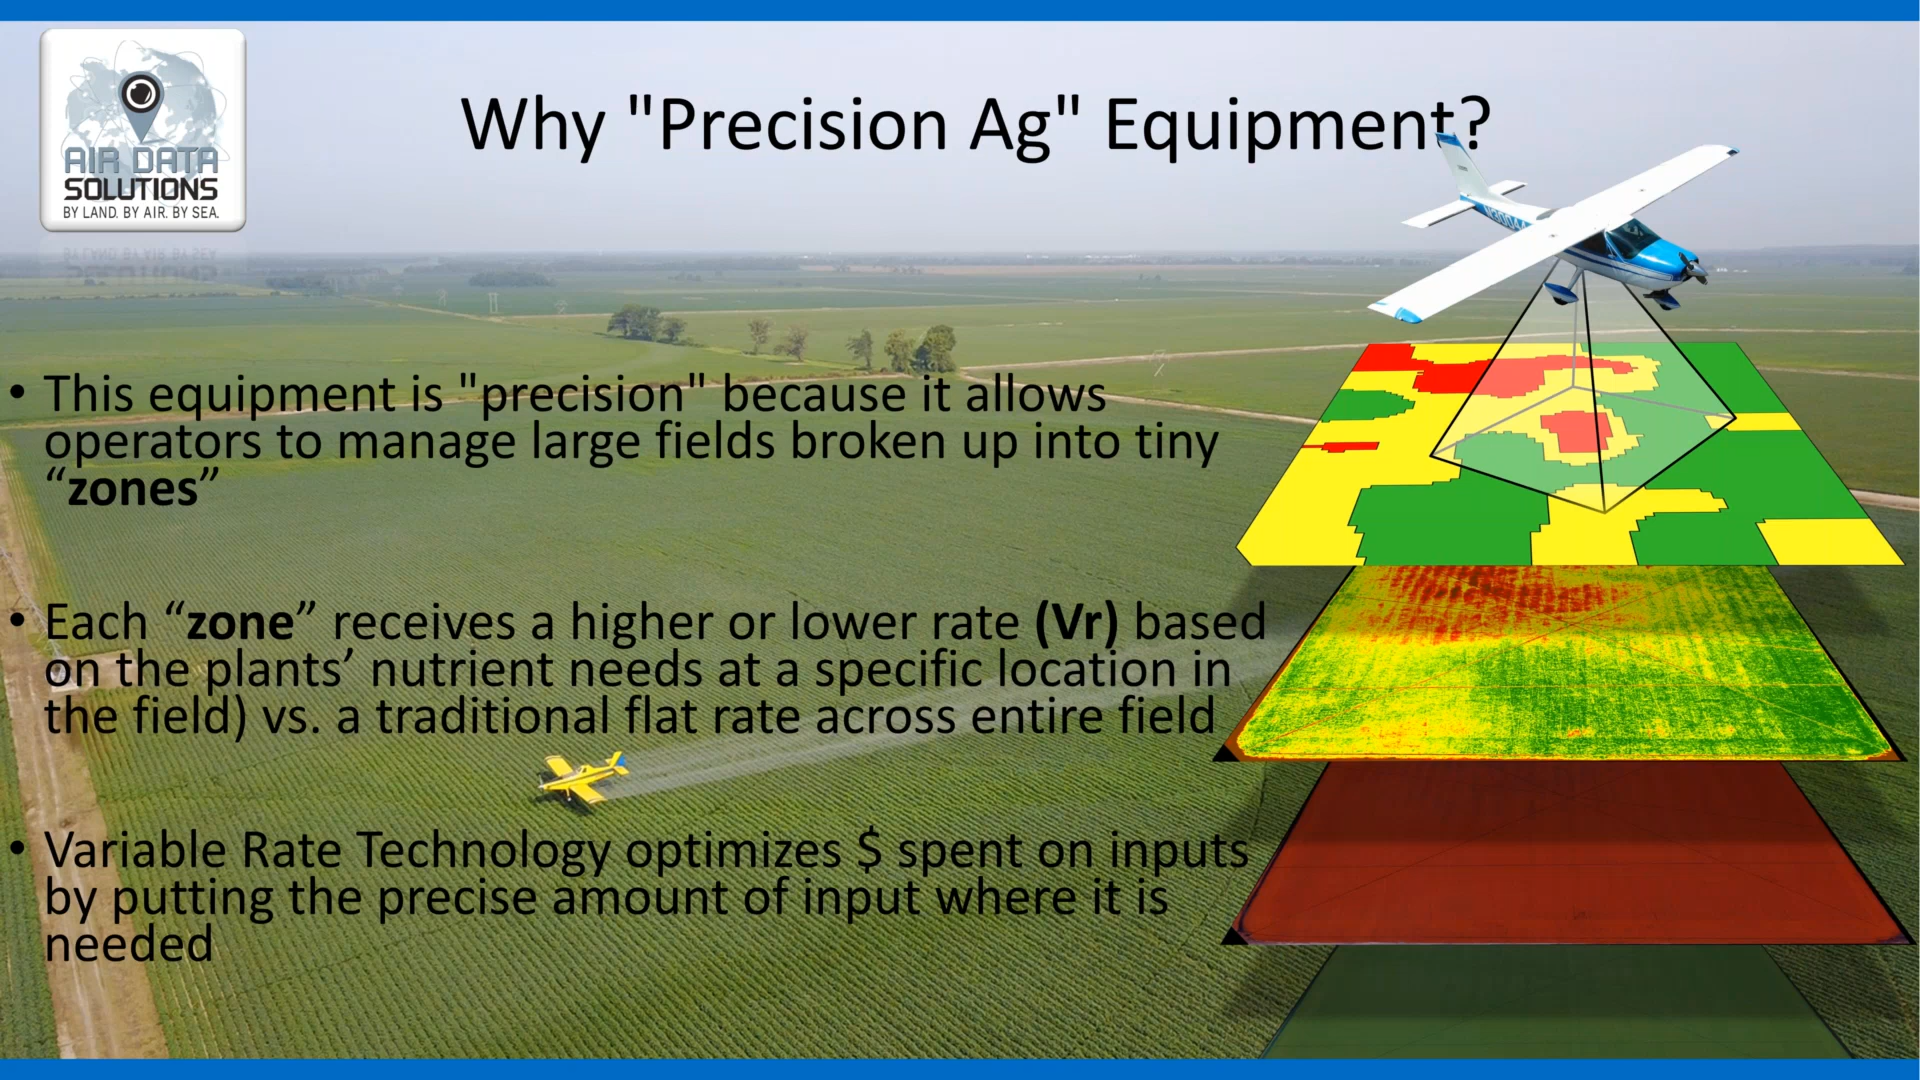 AIR DATA
SOLUTIONS
BY LAND. BY AIR. BY SEA.
Why "Precision Ag" Equipment?
• This equipment is "precision" because it allows
operators to manage large fields broken up into tiny
“zones”
• Each “zone” receives a higher or lower rate (Vr) based
on the plants’ nutrient needs at a specific location in
the field) vs. a traditional flat rate across entire field
• Variable Rate Technology optimizes $ spent on inputs
by putting the precise amount of input where it is
needed